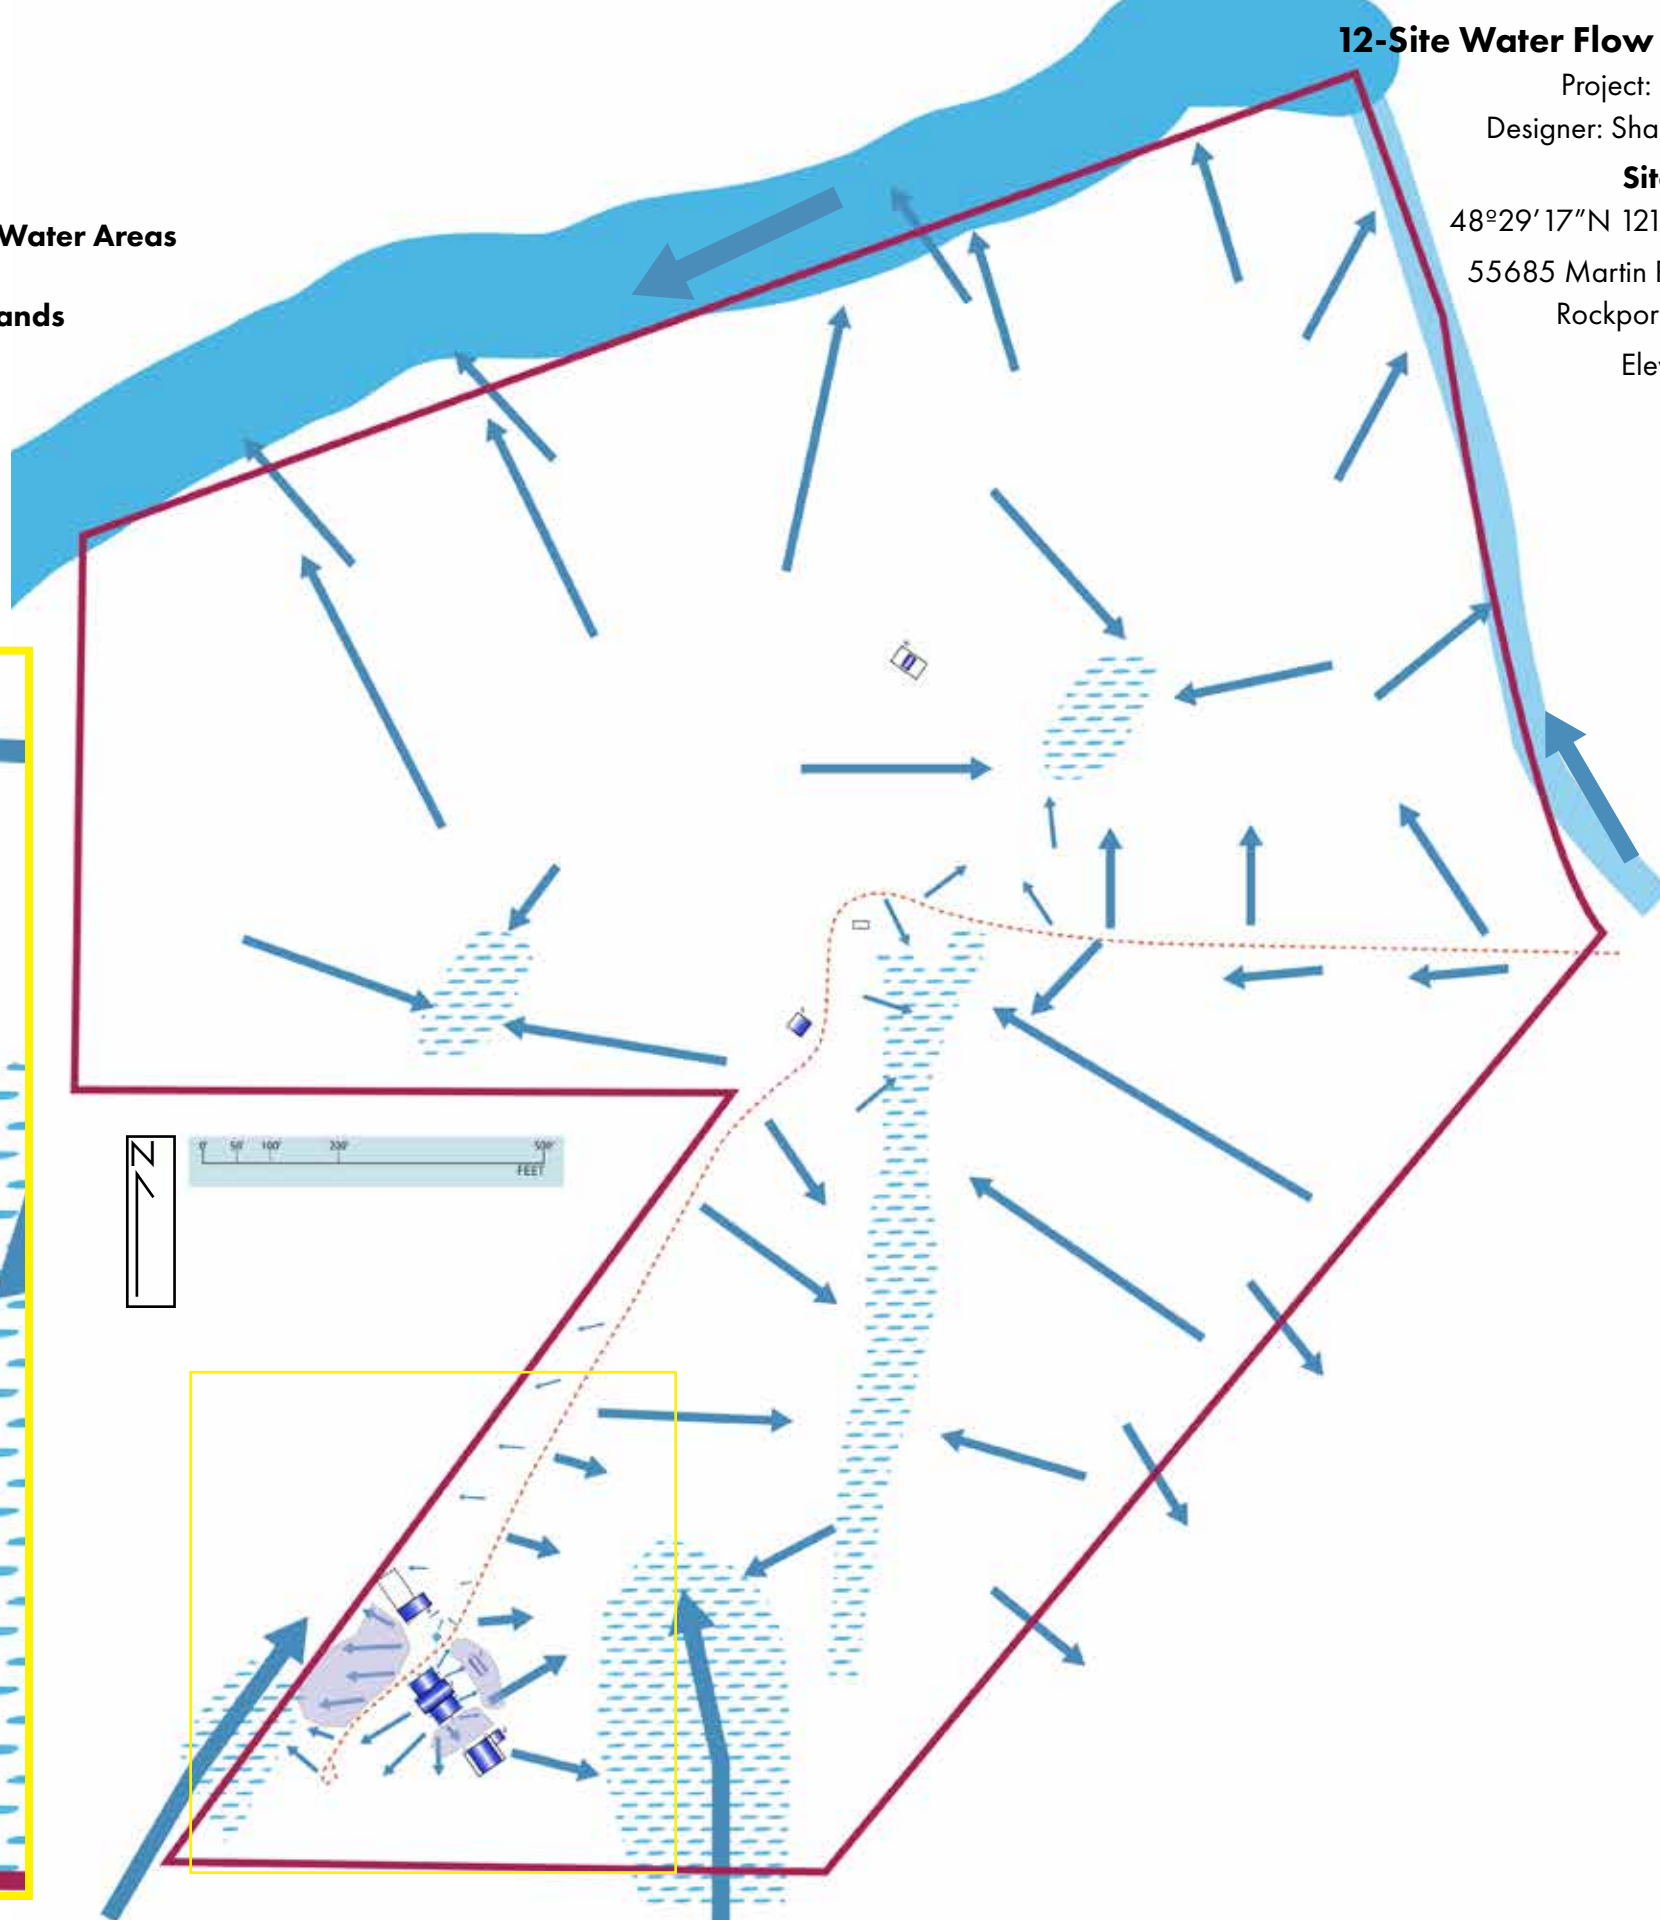 12-Site Water Flow
Project:
Designer: Sha
Sit
48º29’17”N 121
55685 Martin
Rockpor
Ele
Water Areas
ands
N
0' 50' 100' 200' 500'
FEET